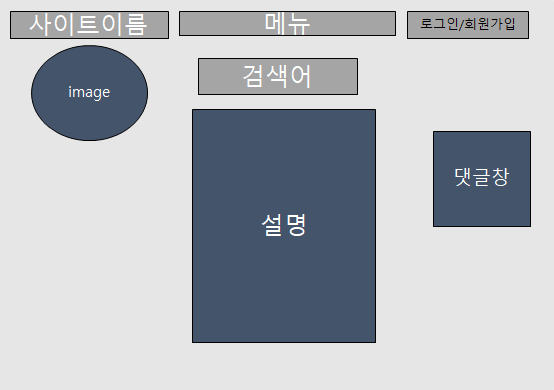 사이트이름
메뉴
로그인/회원가입
image
검색어
설명
댓글창